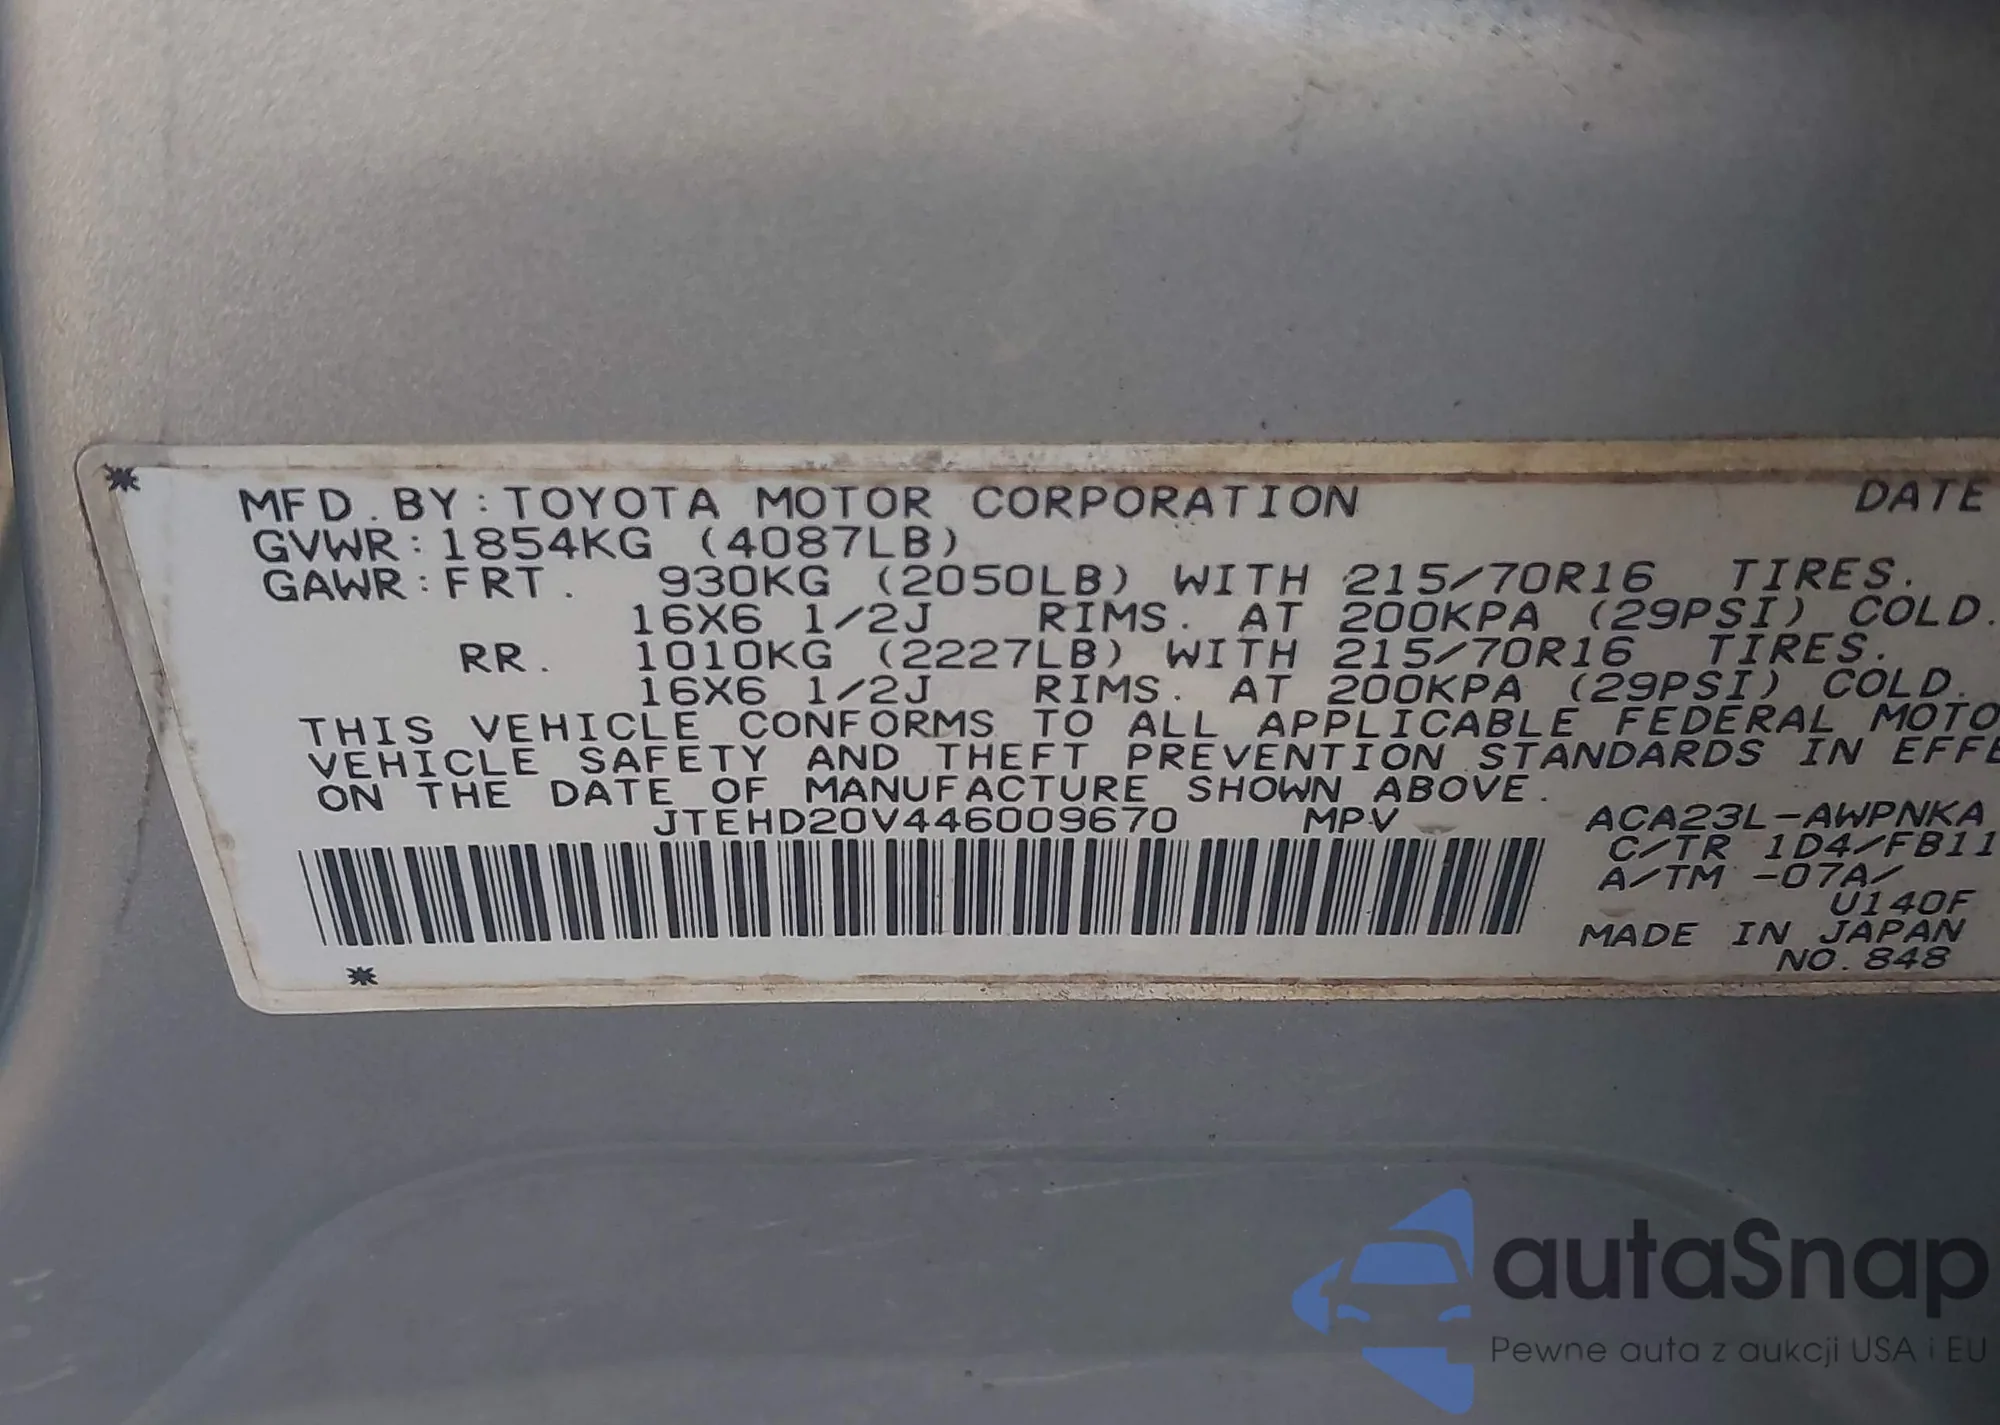 MFD. BY: TOYOTA MOTOR CORPORATION DATE
GVWR: 1854KG (4087LB)
GAWR: FRT. 930KG (2050LB) WITH 215/70R16 TIRES.
16X6 1/2J RIMS. AT 200KPA (29PSI) COLD.
RR. 1010KG (2227LB) WITH 215/70R16 TIRES.
16X6 1/2J RIMS. AT 200KPA (29PSI) COLD.
THIS VEHICLE CONFORMS TO ALL APPLICABLE FEDERAL MOTO
VEHICLE SAFETY AND THEFT PREVENTION STANDARDS IN EFFE
ON THE DATE OF MANUFACTURE SHOWN ABOVE.
JTEHD20V446009670 MPV ACA23L-AWPNKA
C/TR 1D4/FB11
A/TM -07A/
U140F
MADE IN JAPAN
NO. 848
autaSnap
Pewne auta z aukcji USA i EU